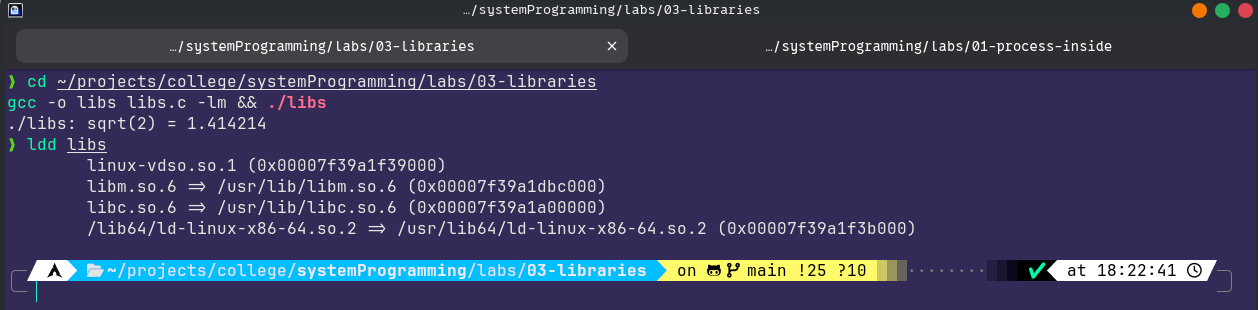 …/systemProgramming/labs/03-libraries
…/systemProgramming/labs/03-libraries × …/systemProgramming/labs/01-process-inside
❱ cd ~/projects/college/systemProgramming/labs/03-libraries
gcc -o libs libs.c -lm && ./libs
./libs: sqrt(2) = 1.414214
❱ ldd libs
linux-vdso.so.1 (0x00007f39a1f39000)
libm.so.6 => /usr/lib/libm.so.6 (0x00007f39a1dbc000)
libc.so.6 => /usr/lib/libc.so.6 (0x00007f39a1a00000)
/lib64/ld-linux-x86-64.so.2 => /usr/lib64/ld-linux-x86-64.so.2 (0x00007f39a1f3b000)
~/projects/college/systemProgramming/labs/03-libraries on main !25 ?10 ✔ at 18:22:41